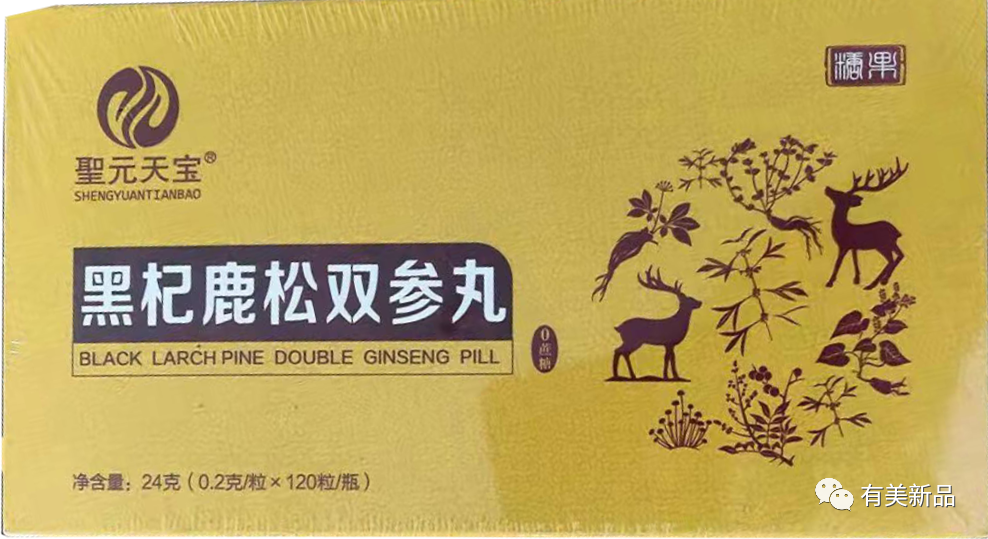 糖果
聖元天宝®
SHENGYUANTIANBAO
黑杞鹿松双参丸
BLACK LARCH PINE DOUBLE GINSENG PILL
0蔗糖
净含量：24克（0.2克/粒×120粒/瓶）
有美新品